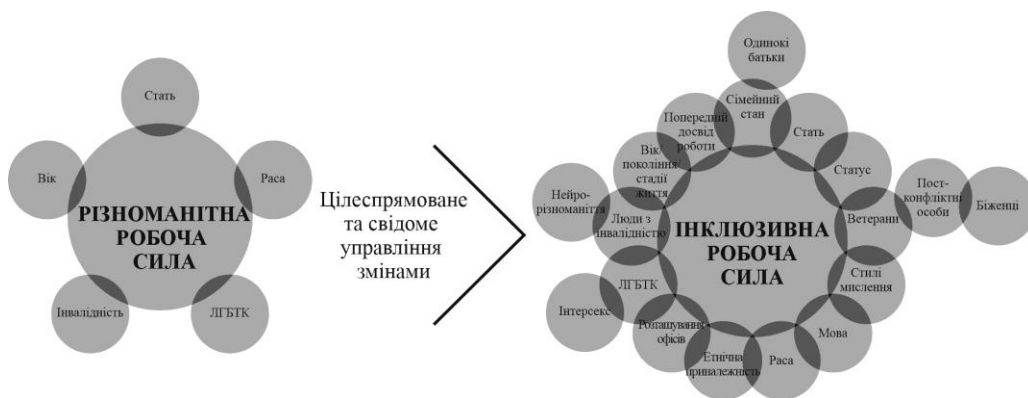 Стать
Вік
Раса
РІЗНОМАНІТНА
РОБОЧА
СИЛА
Інвалідність
ЛГБТК
Цілеспрямоване
та свідоме
управління
змінами
Одинокі
батьки
Сімейний
стан
Попередній
досвід
роботи
Стать
Вік/
покоління/
стадії
життя
Статус
Нейро-
різноманіття
Люди з
інвалідністю
Ветерани
Пост-
конфліктні
особи
Біженці
ІНКЛЮЗИВНА
РОБОЧА
СИЛА
ЛГБТК
Стилі
мислення
Інтерсекс
Розташування
офісів
Мова
Етнічна
приналежність
Раса